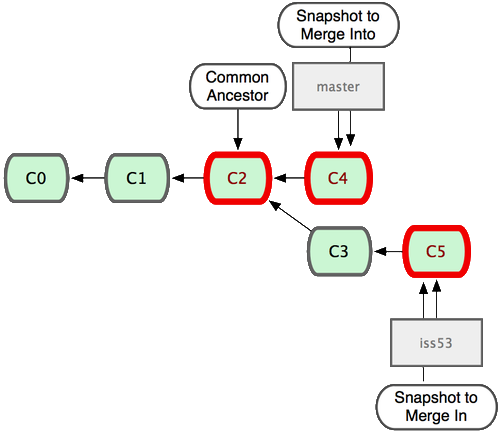 Snapshot to
Merge Into
master
Common
Ancestor
C0
C1
C2
C4
C3
C5
iss53
Snapshot to
Merge In